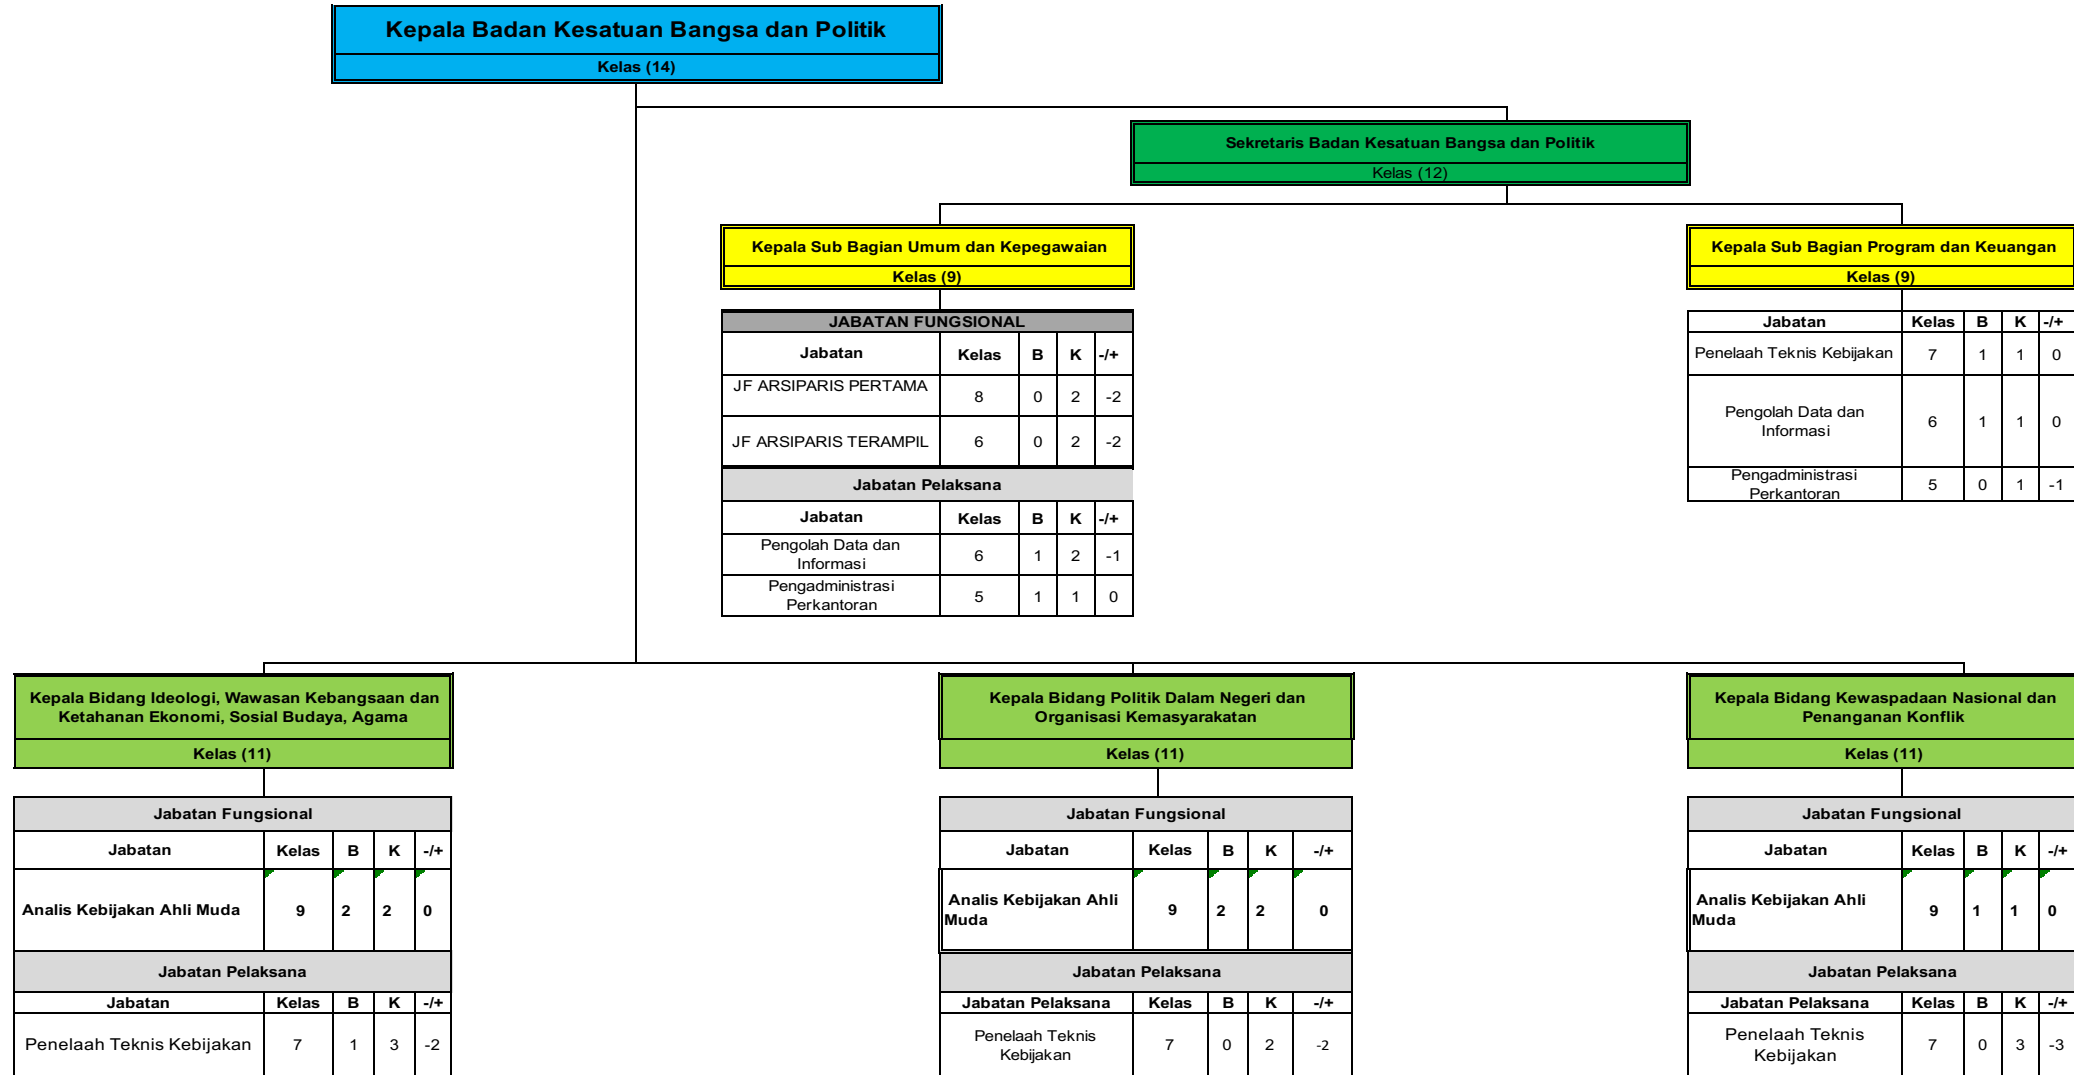 Kepala Badan Kesatuan Bangsa dan Politik
Kelas (14)
Sekretaris Badan Kesatuan Bangsa dan Politik
Kelas (12)
Kepala Sub Bagian Umum dan Kepegawaian
Kelas (9)
JABATAN FUNGSIONAL
Jabatan Kelas B K -/+
JF ARSIPARIS PERTAMA 8 0 2 -2
JF ARSIPARIS TERAMPIL 6 0 2 -2
Jabatan Pelaksana
Jabatan Kelas B K -/+
Pengolah Data dan
Informasi 6 1 2 -1
Pengadministrasi
Perkantoran 5 1 1 0
Kepala Sub Bagian Program dan Keuangan
Kelas (9)
Jabatan Kelas B K -/+
Penelaah Teknis Kebijakan 7 1 1 0
Pengolah Data dan
Informasi 6 1 1 0
Pengadministrasi
Perkantoran 5 0 1 -1
Kepala Bidang Ideologi, Wawasan Kebangsaan dan
Ketahanan Ekonomi, Sosial Budaya, Agama
Kelas (11)
Jabatan Fungsional
Jabatan Kelas B K -/+
Analis Kebijakan Ahli Muda 9 2 2 0
Jabatan Pelaksana
Jabatan Kelas B K -/+
Penelaah Teknis Kebijakan 7 1 3 -2
Kepala Bidang Politik Dalam Negeri dan
Organisasi Kemasyarakatan
Kelas (11)
Jabatan Fungsional
Jabatan Kelas B K -/+
Analis Kebijakan Ahli
Muda 9 2 2 0
Jabatan Pelaksana
Jabatan Pelaksana Kelas B K -/+
Penelaah Teknis
Kebijakan 7 0 2 -2
Kepala Bidang Kewaspadaan Nasional dan
Penanganan Konflik
Kelas (11)
Jabatan Fungsional
Jabatan Kelas B K -/+
Analis Kebijakan Ahli
Muda 9 1 1 0
Jabatan Pelaksana
Jabatan Pelaksana Kelas B K -/+
Penelaah Teknis
Kebijakan 7 0 3 -3